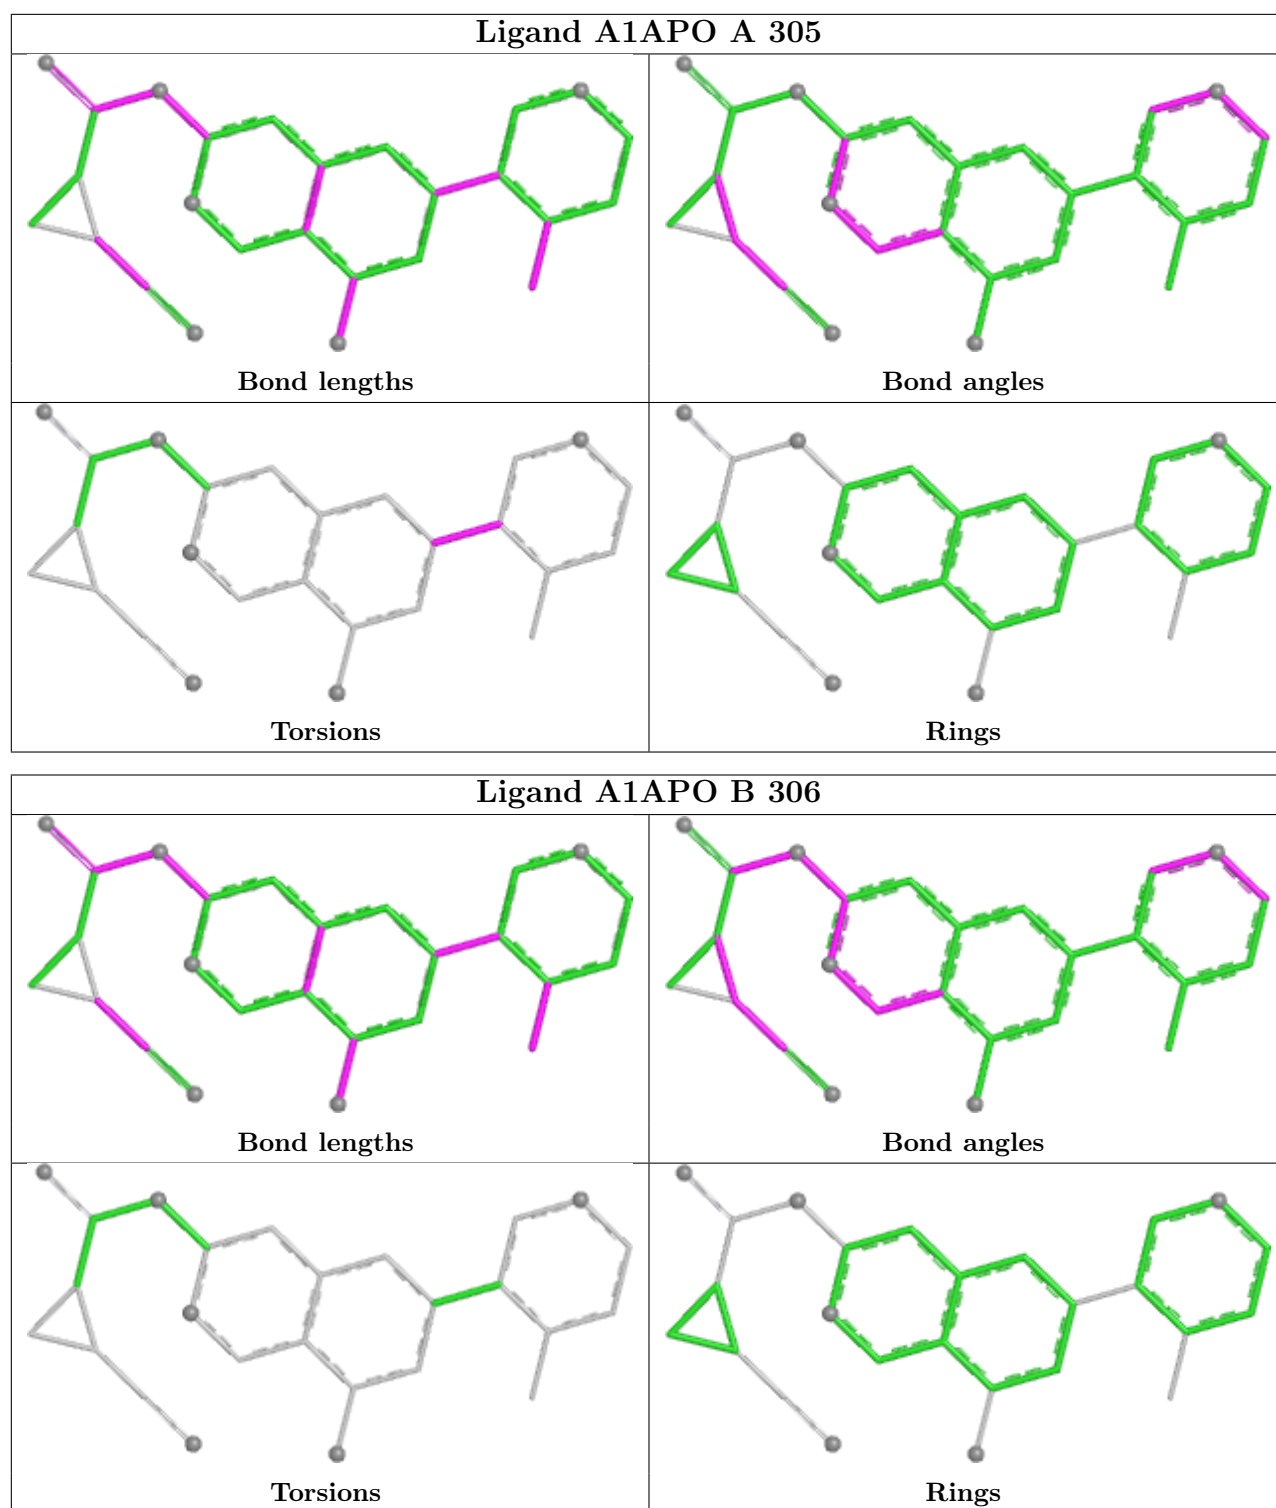 Ligand A1APO A 305
Bond lengths
Bond angles
Torsions
Rings
Ligand A1APO B 306
Bond lengths
Bond angles
Torsions
Rings